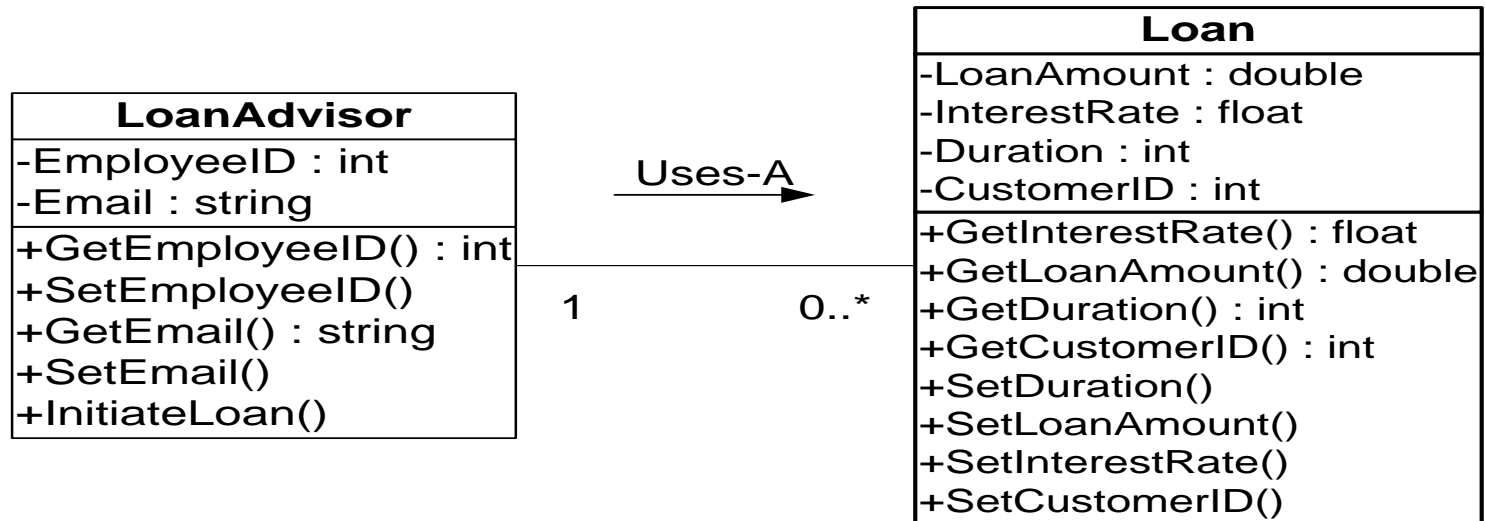 LoanAdvisor
-EmployeeID : int
-Email : string
+GetEmployeeID() : int
+SetEmployeeID()
+GetEmail() : string
+SetEmail()
+InitiateLoan()
Uses-A
1
0..*
Loan
-LoanAmount : double
-InterestRate : float
-Duration : int
-CustomerID : int
+GetInterestRate() : float
+GetLoanAmount() : double
+GetDuration() : int
+GetCustomerID() : int
+SetDuration()
+SetLoanAmount()
+SetInterestRate()
+SetCustomerID()